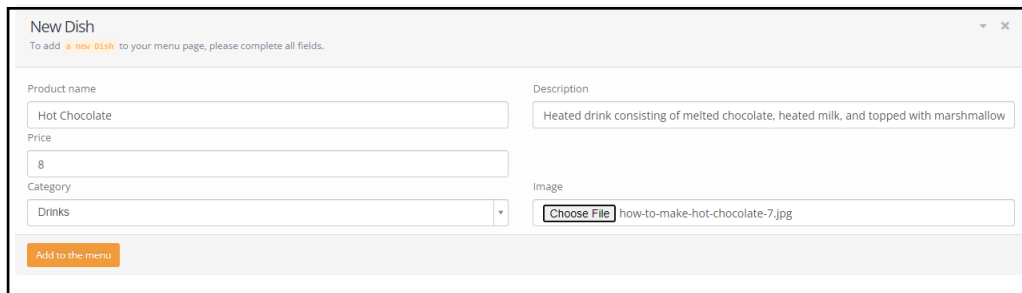 New Dish
To add a new Dish to your menu page, please complete all fields.
Product name
Description
Hot Chocolate
Heated drink consisting of melted chocolate, heated milk, and topped with marshmallow
Price
8
Category
Image
Drinks
Choose File how-to-make-hot-chocolate-7.jpg
Add to the menu